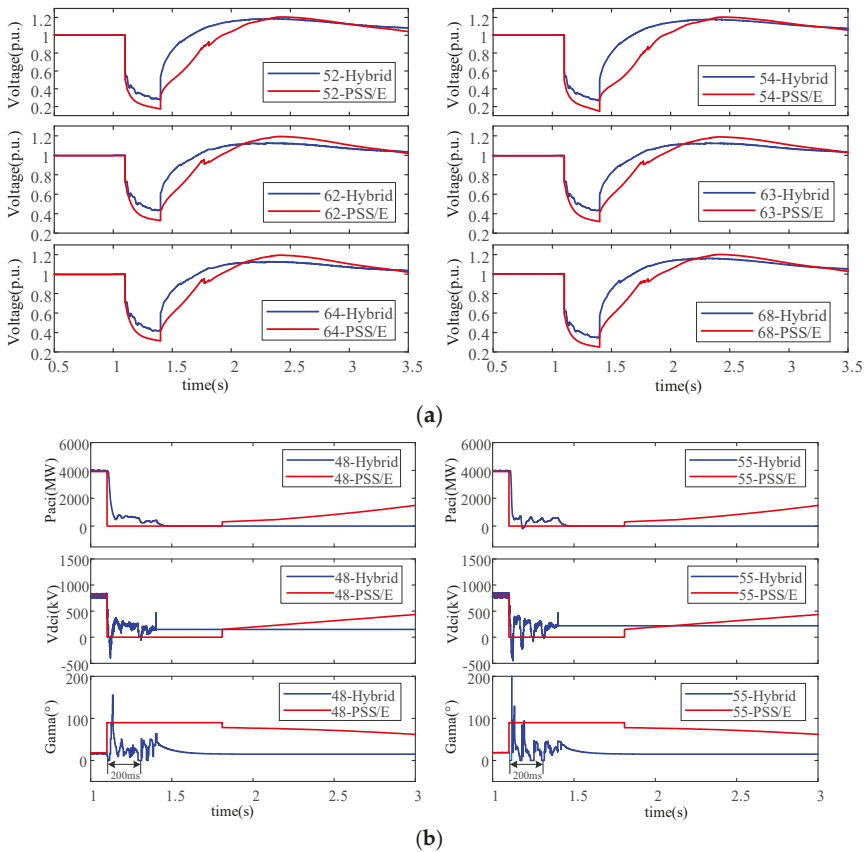 Voltage(p.u.)
1.2
1.0
0.8
0.6
0.4
0.2
52-Hybrid
52-PSS/E
Voltage(p.u.)
1.2
1.0
0.8
0.6
0.4
0.2
54-Hybrid
54-PSS/E
Voltage(p.u.)
1.2
1
0.8
0.6
0.4
0.2
62-Hybrid
62-PSS/E
Voltage(p.u.)
1.2
1
0.8
0.6
0.4
0.2
63-Hybrid
63-PSS/E
Voltage(p.u.)
1.2
1
0.8
0.6
0.4
0.2
64-Hybrid
64-PSS/E
0.5 1 1.5 2 2.5 3 3.5
time(s)
Voltage(p.u.)
1.2
1
0.8
0.6
0.4
0.2
68-Hybrid
68-PSS/E
0.5 1 1.5 2 2.5 3 3.5
time(s)
(a)
Paci(MW)
6000
4000
2000
0
48-Hybrid
48-PSS/E
Paci(MW)
6000
4000
2000
0
55-Hybrid
55-PSS/E
Vdci(kV)
1500
1000
500
0
-500
48-Hybrid
48-PSS/E
Vdci(kV)
1500
1000
500
0
-500
55-Hybrid
55-PSS/E
Gama(°)
200
100
0
48-Hybrid
48-PSS/E
200ms
1 1.5 2 2.5 3
time(s)
Gama(°)
200
100
0
55-Hybrid
55-PSS/E
200ms
1 1.5 2 2.5 3
time(s)
(b)